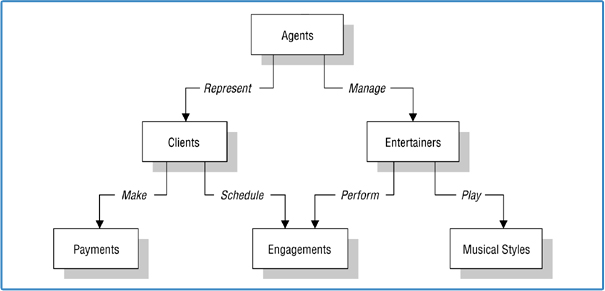 Agents
Represent
Manage
Clients
Entertainers
Make
Schedule
Perform
Play
Payments
Engagements
Musical Styles